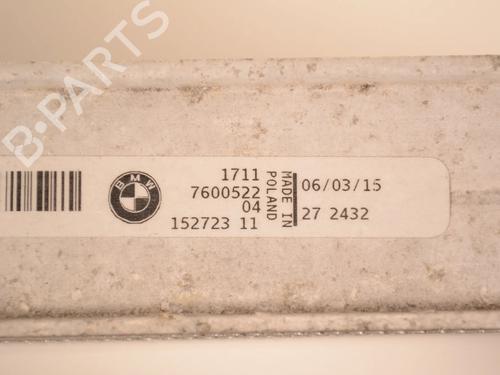 B-PARTS
BMW
1711
7600522
04
152723 11
MADE IN
POLAND
06/03/15
27 2432